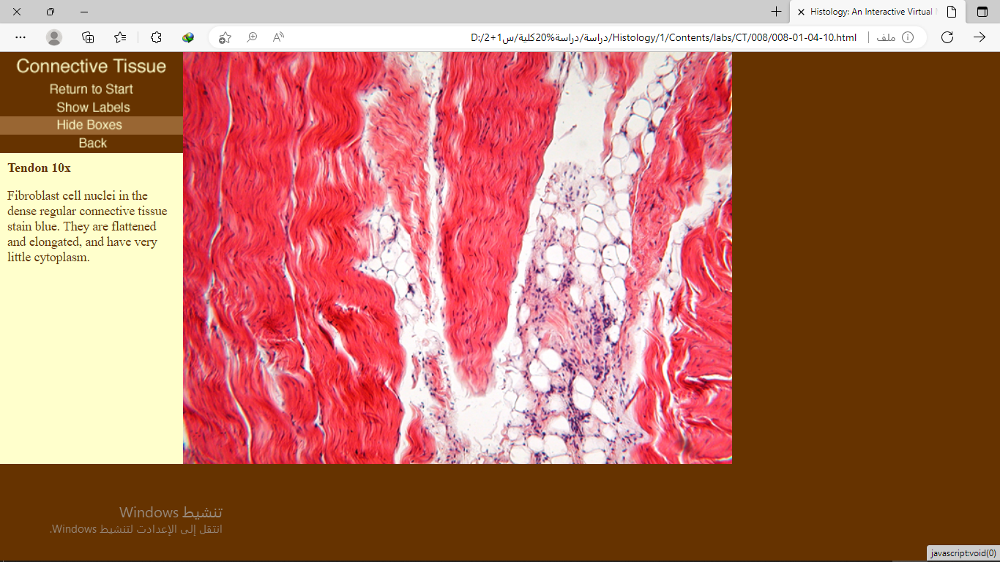 Histology: An Interactive Virtual
D:/دراسة/دراسة%20كلية/س1+2/Histology/1/Contents/labs/CT/008/008-01-04-10.html
ملف
Connective Tissue
Return to Start
Show Labels
Hide Boxes
Back
Tendon 10x
Fibroblast cell nuclei in the
dense regular connective tissue
stain blue. They are flattened
and elongated, and have very
little cytoplasm.
تنشيط Windows
انتقل إلى الإعدادت لتنشيط Windows.
javascript:void(0)